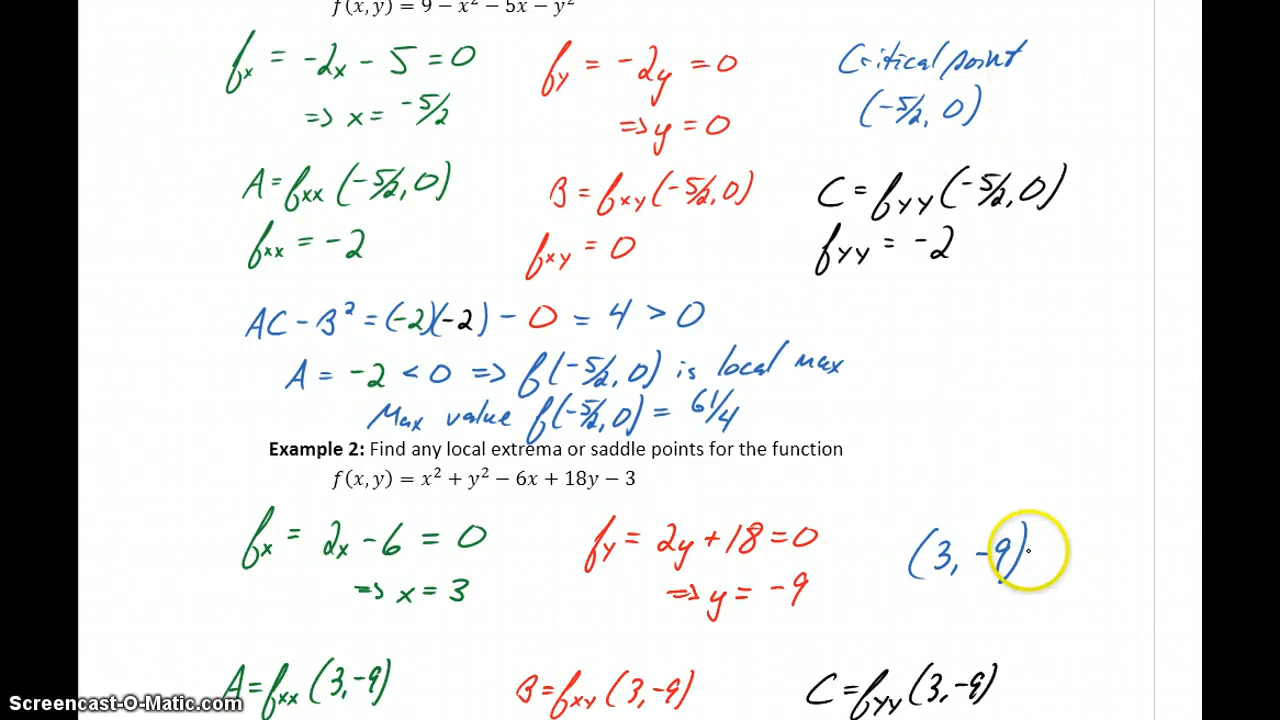 f(x, y) = 9 − x² − 5x − y²
fx = -2x - 5 = 0 fy = -2y = 0 Critical point
=> x = -5/2 => y = 0 (-5/2, 0)
A = fxx (-5/2, 0) B = fxy (-5/2, 0) C = fyy (-5/2, 0)
fxx = -2 fxy = 0 fyy = -2
AC - B² = (-2)(-2) - 0 = 4 > 0
A = -2 < 0 => f(-5/2, 0) is local max
Max value f(-5/2, 0) = 6 1/4
Example 2: Find any local extrema or saddle points for the function
f(x, y) = x² + y² − 6x + 18y − 3
fx = 2x - 6 = 0 fy = 2y + 18 = 0 (3, -9)
=> x = 3 => y = -9
A = fxx (3, -9) B = fxy (3, -9) C = fyy (3, -9)
Screencast-O-Matic.com